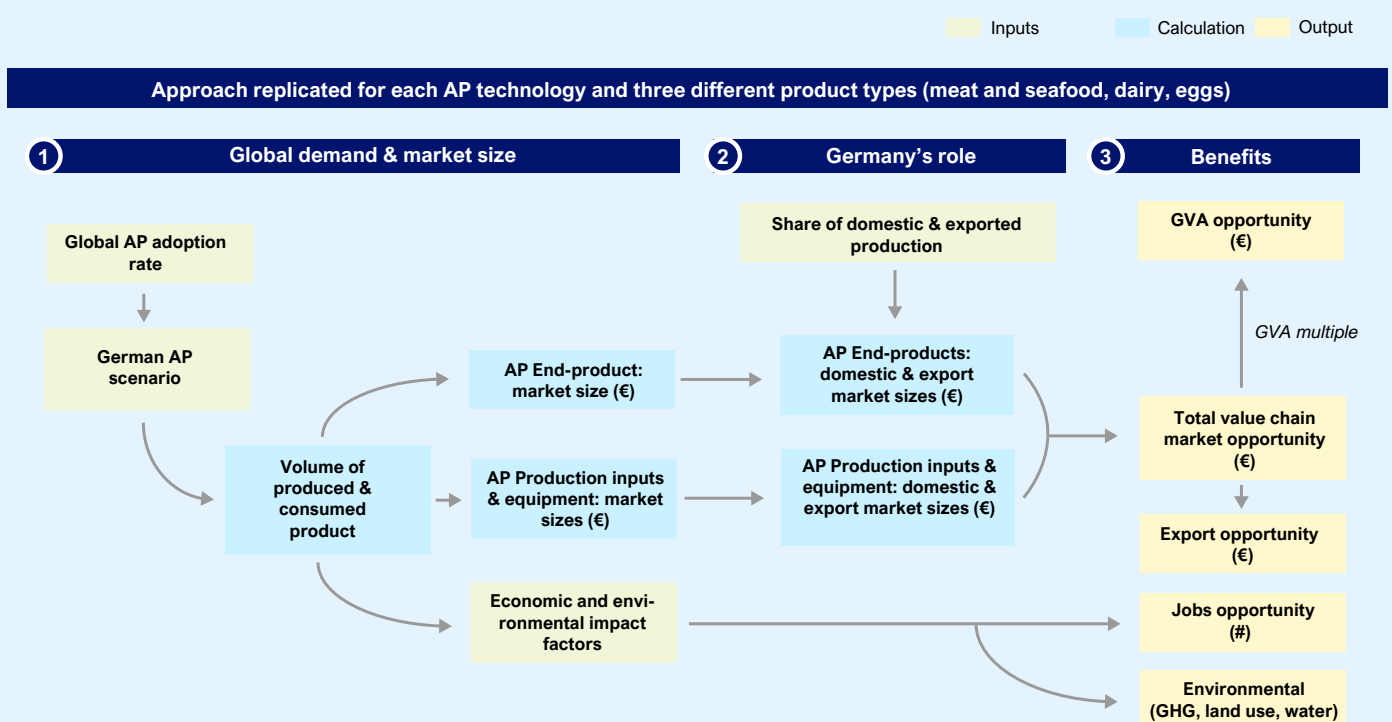 Inputs
Calculation
Output
Approach replicated for each AP technology and three different product types (meat and seafood, dairy, eggs)
1
Global demand & market size
2
Germany’s role
3
Benefits
Global AP adoption
rate
German AP
scenario
Volume of
produced &
consumed
product
AP End-product:
market size (€)
AP Production inputs
& equipment: market
sizes (€)
Economic and envi-
ronmental impact
factors
Share of domestic & exported
production
AP End-products:
domestic & export
market sizes (€)
AP Production inputs &
equipment: domestic &
export market sizes (€)
GVA opportunity
(€)
GVA multiple
Total value chain
market opportunity
(€)
Export opportunity
(€)
Jobs opportunity
(#)
Environmental
(GHG, land use, water)